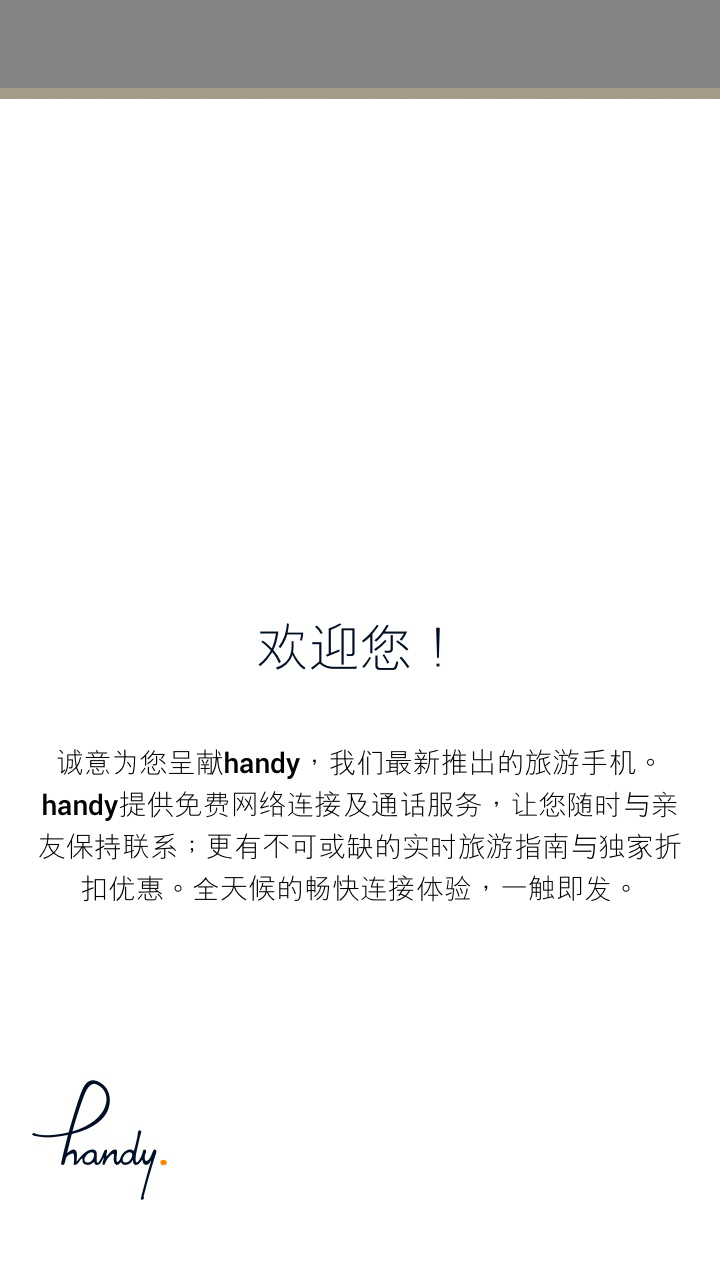 欢迎您！
诚意为您呈献handy，我们最新推出的旅游手机。
handy提供免费网络连接及通话服务，让您随时与亲
友保持联系；更有不可或缺的实时旅游指南与独家折
扣优惠。全天候的畅快连接体验，一触即发。
handy.